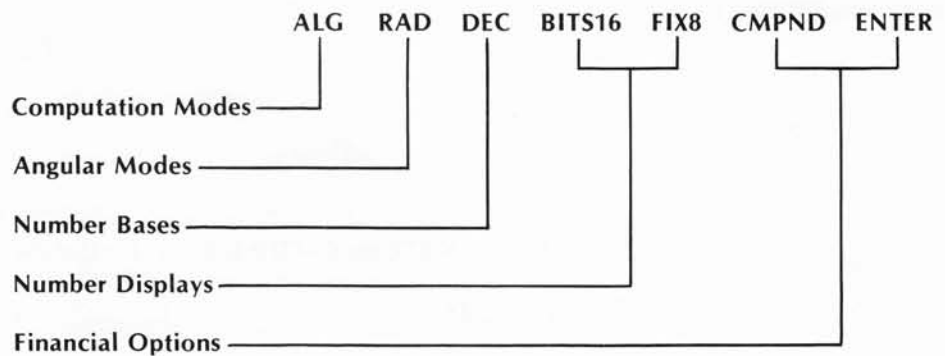 ALG RAD DEC BITS16 FIX8 CMPND ENTER
Computation Modes
Angular Modes
Number Bases
Number Displays
Financial Options